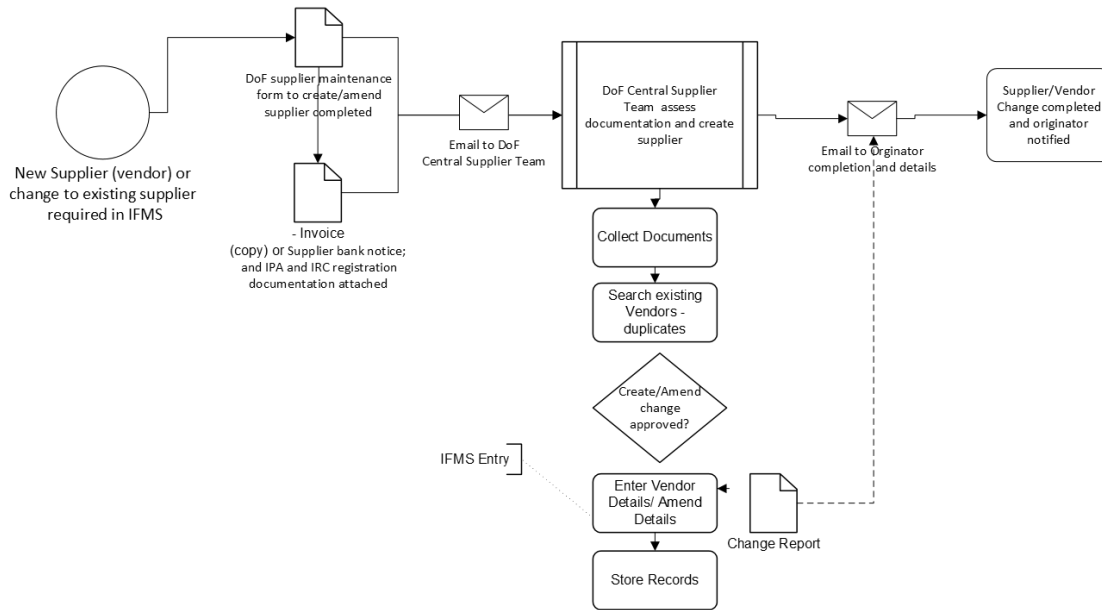 New Supplier (vendor) or
change to existing supplier
required in IFMS
DoF supplier maintenance
form to create/amend
supplier completed
- Invoice
(copy) or Supplier bank notice;
and IPA and IRC registration
documentation attached
Email to DoF
Central Supplier Team
DoF Central Supplier
Team assess
documentation and create
supplier
Email to Orginator
completion and details
Supplier/Vendor
Change completed
and originator
notified
Collect Documents
Search existing
Vendors -
duplicates
Create/Amend
change
approved?
IFMS Entry
Enter Vendor
Details/ Amend
Details
Change Report
Store Records